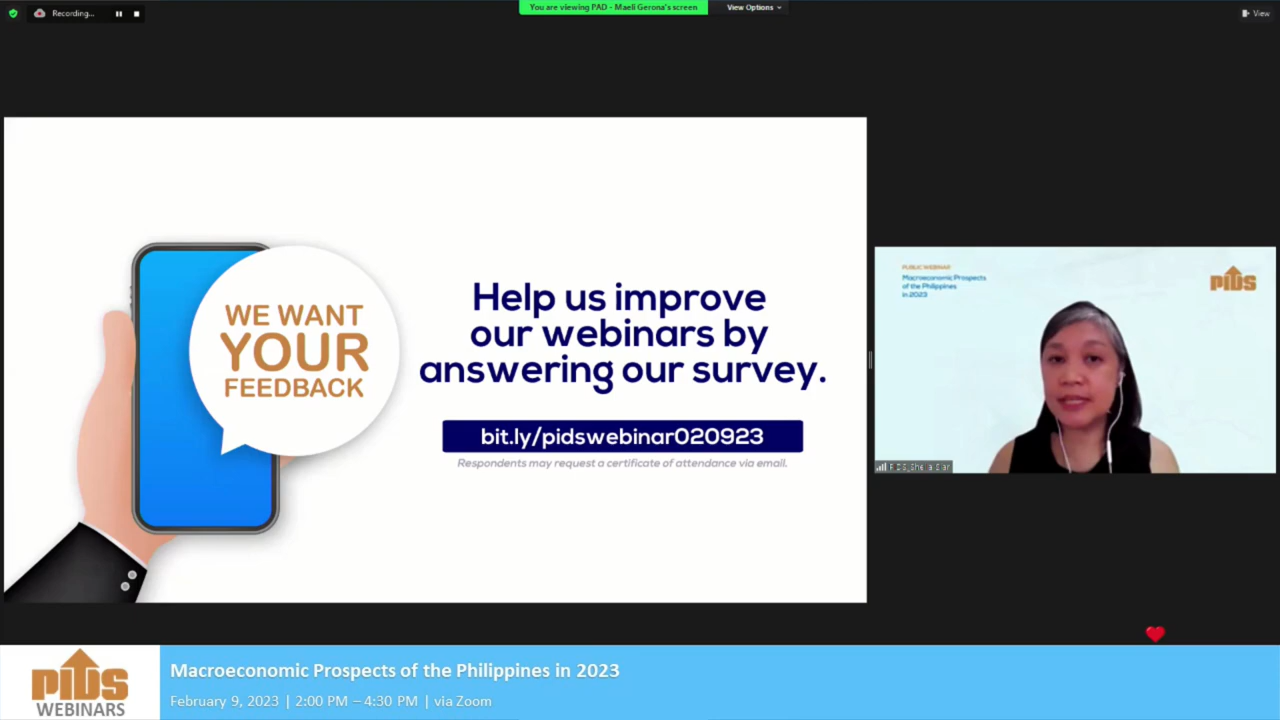 Recording...
You are viewing PAD - Maeli Gerona's screen
View Options
View
WE WANT
YOUR
FEEDBACK
Help us improve
our webinars by
answering our survey.
bit.ly/pidswebinar020923
Respondents may request a certificate of attendance via email.
PUBLIC WEBINAR
Macroeconomic Prospects
of the Philippines
in 2023
PIDS
PIDS
WEBINARS
Macroeconomic Prospects of the Philippines in 2023
February 9, 2023 | 2:00 PM – 4:30 PM | via Zoom